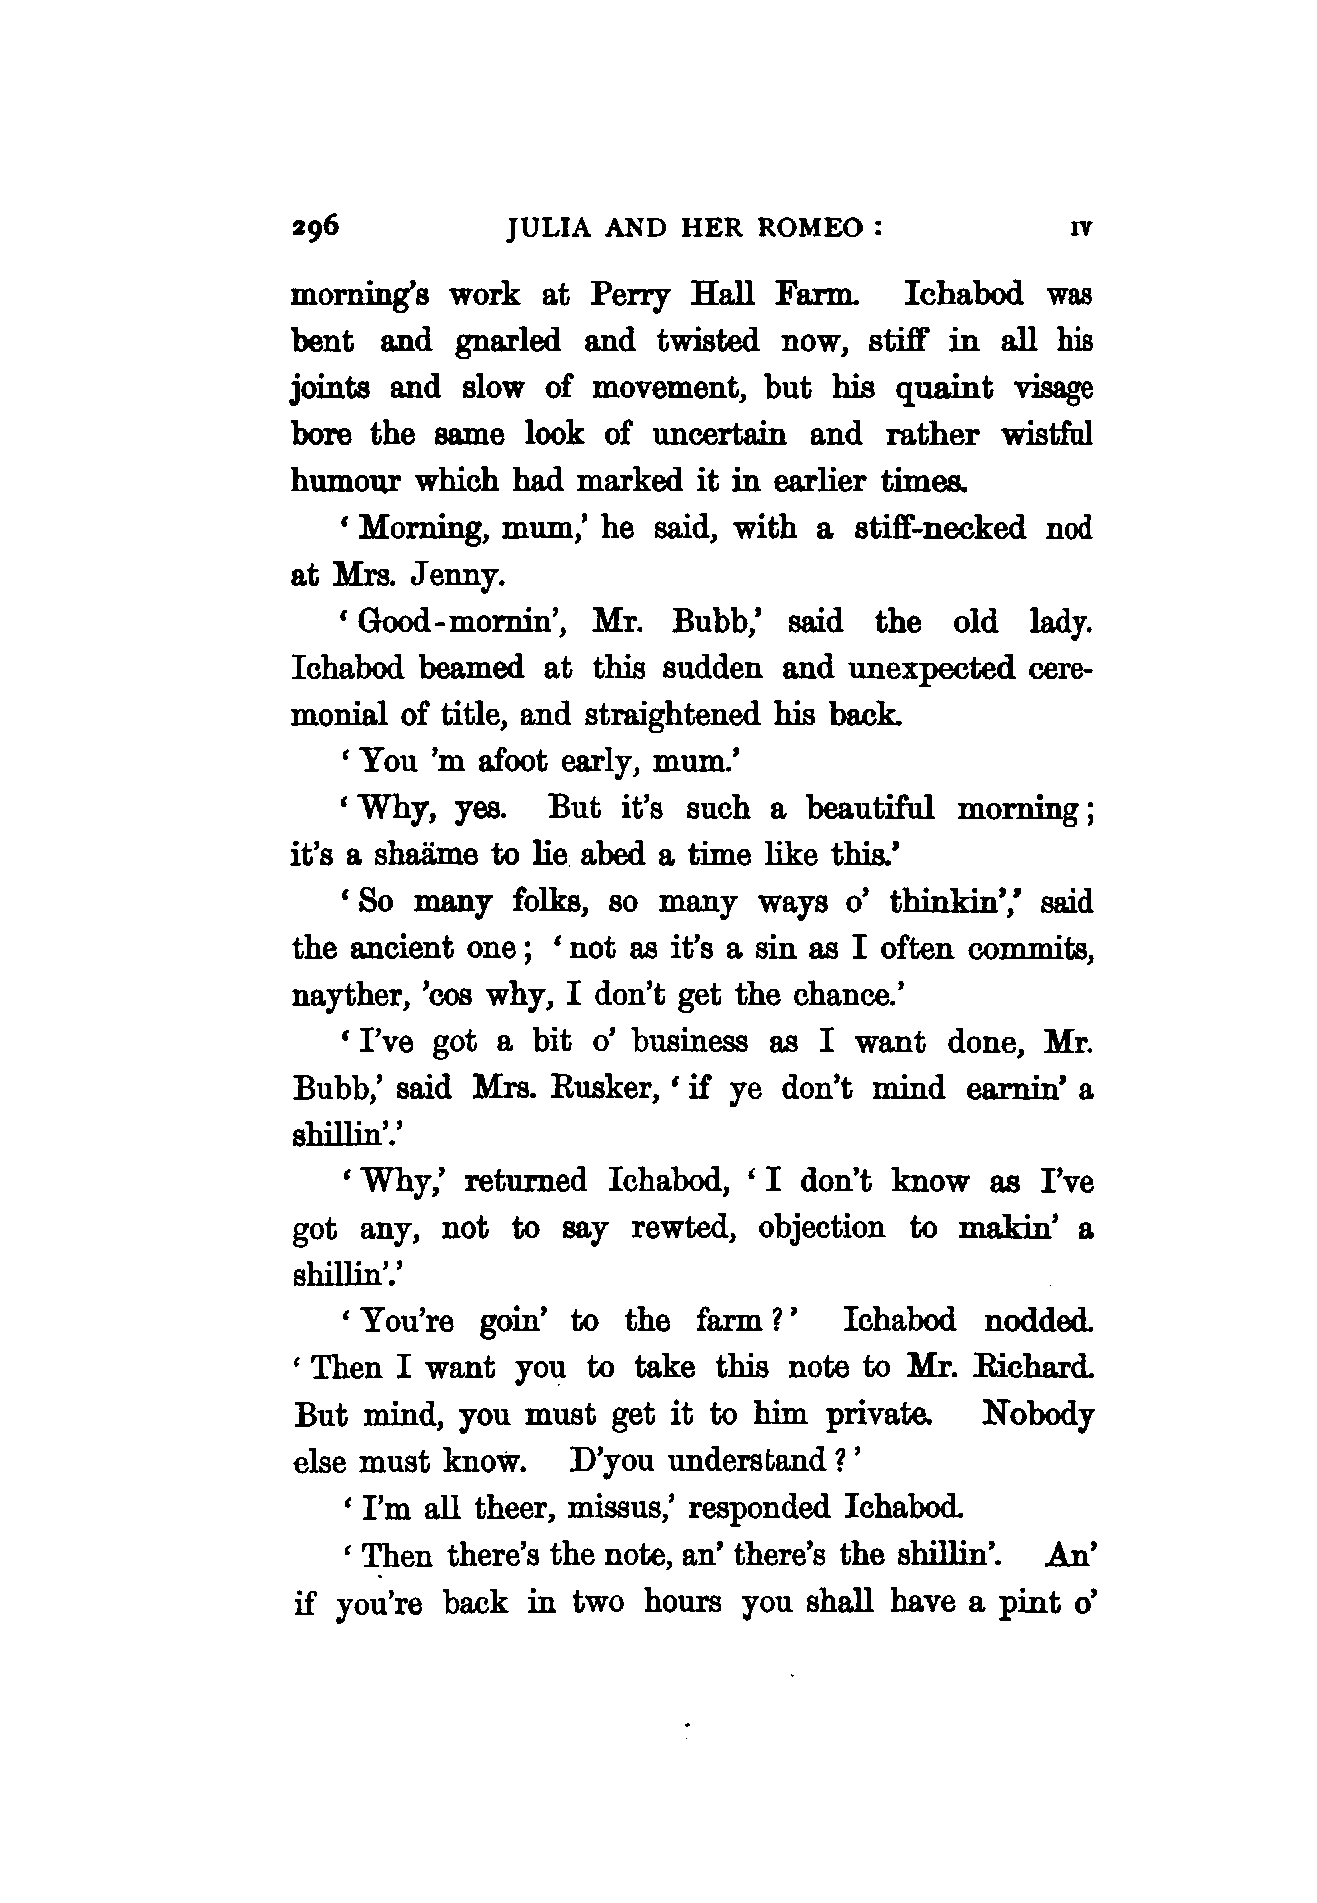 296 JULIA AND HER ROMEO : IV
morning's work at Perry Hall Farm. Ichabod was
bent and gnarled and twisted now, stiff in all his
joints and slow of movement, but his quaint visage
bore the same look of uncertain and rather wistful
humour which had marked it in earlier times.
‘ Morning, mum,’ he said, with a stiff-necked nod
at Mrs. Jenny.
‘ Good-mornin’, Mr. Bubb,’ said the old lady.
Ichabod beamed at this sudden and unexpected cere-
monial of title, and straightened his back.
‘ You ’m afoot early, mum.’
‘ Why, yes. But it’s such a beautiful morning ;
it’s a shaäme to lie abed a time like this.’
‘ So many folks, so many ways o’ thinkin’,’ said
the ancient one ; ‘ not as it’s a sin as I often commits,
nayther, ’cos why, I don’t get the chance.’
‘ I’ve got a bit o’ business as I want done, Mr.
Bubb,’ said Mrs. Rusker, ‘ if ye don’t mind earnin’ a
shillin’.’
‘ Why,’ returned Ichabod, ‘ I don’t know as I’ve
got any, not to say rewted, objection to makin’ a
shillin’.’
‘ You’re goin’ to the farm ? ’ Ichabod nodded.
‘ Then I want you to take this note to Mr. Richard.
But mind, you must get it to him private. Nobody
else must know. D’you understand ? ’
‘ I’m all theer, missus,’ responded Ichabod.
‘ Then there’s the note, an’ there’s the shillin’. An’
if you’re back in two hours you shall have a pint o’